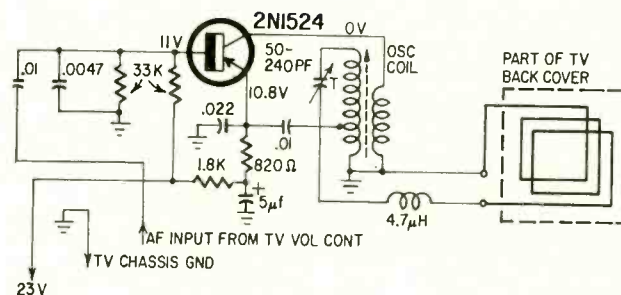 2N1524
11V
0V
50-
240PF
OSC
COIL
PART OF TV
BACK COVER
.01
.0047
33K
T
10.8V
.022
.01
1.8K
820Ω
+
5µf
4.7µH
AF INPUT FROM TV VOL CONT
TV CHASSIS GND
23V